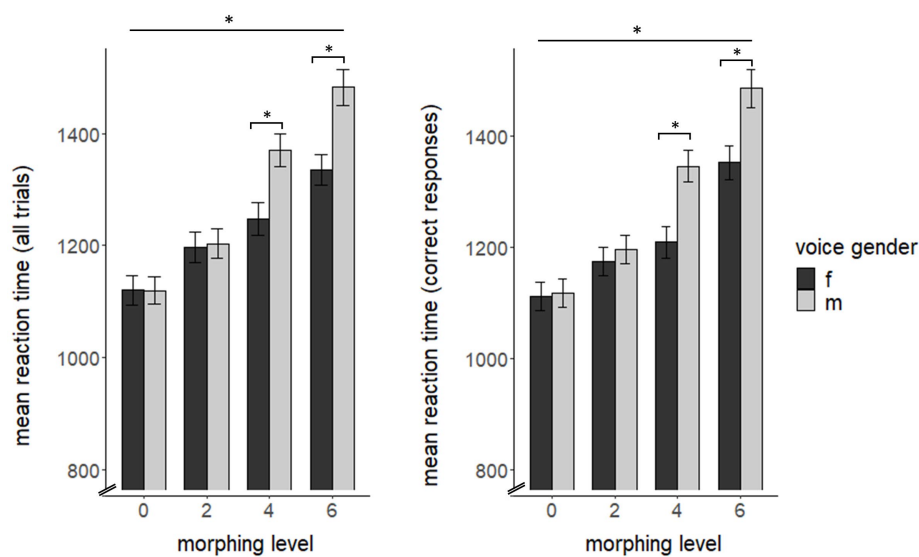 *
*
*
1400
1200
1000
800
0 2 4 6
morphing level
mean reaction time (all trials)
*
*
*
1400
1200
1000
800
0 2 4 6
morphing level
mean reaction time (correct responses)
voice gender
f
m